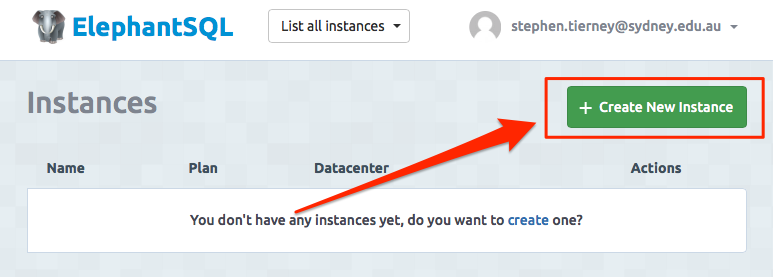 ElephantSQL
List all instances
stephen.tierney@sydney.edu.au
Instances
+ Create New Instance
Name Plan Datacenter Actions
You don't have any instances yet, do you want to create one?